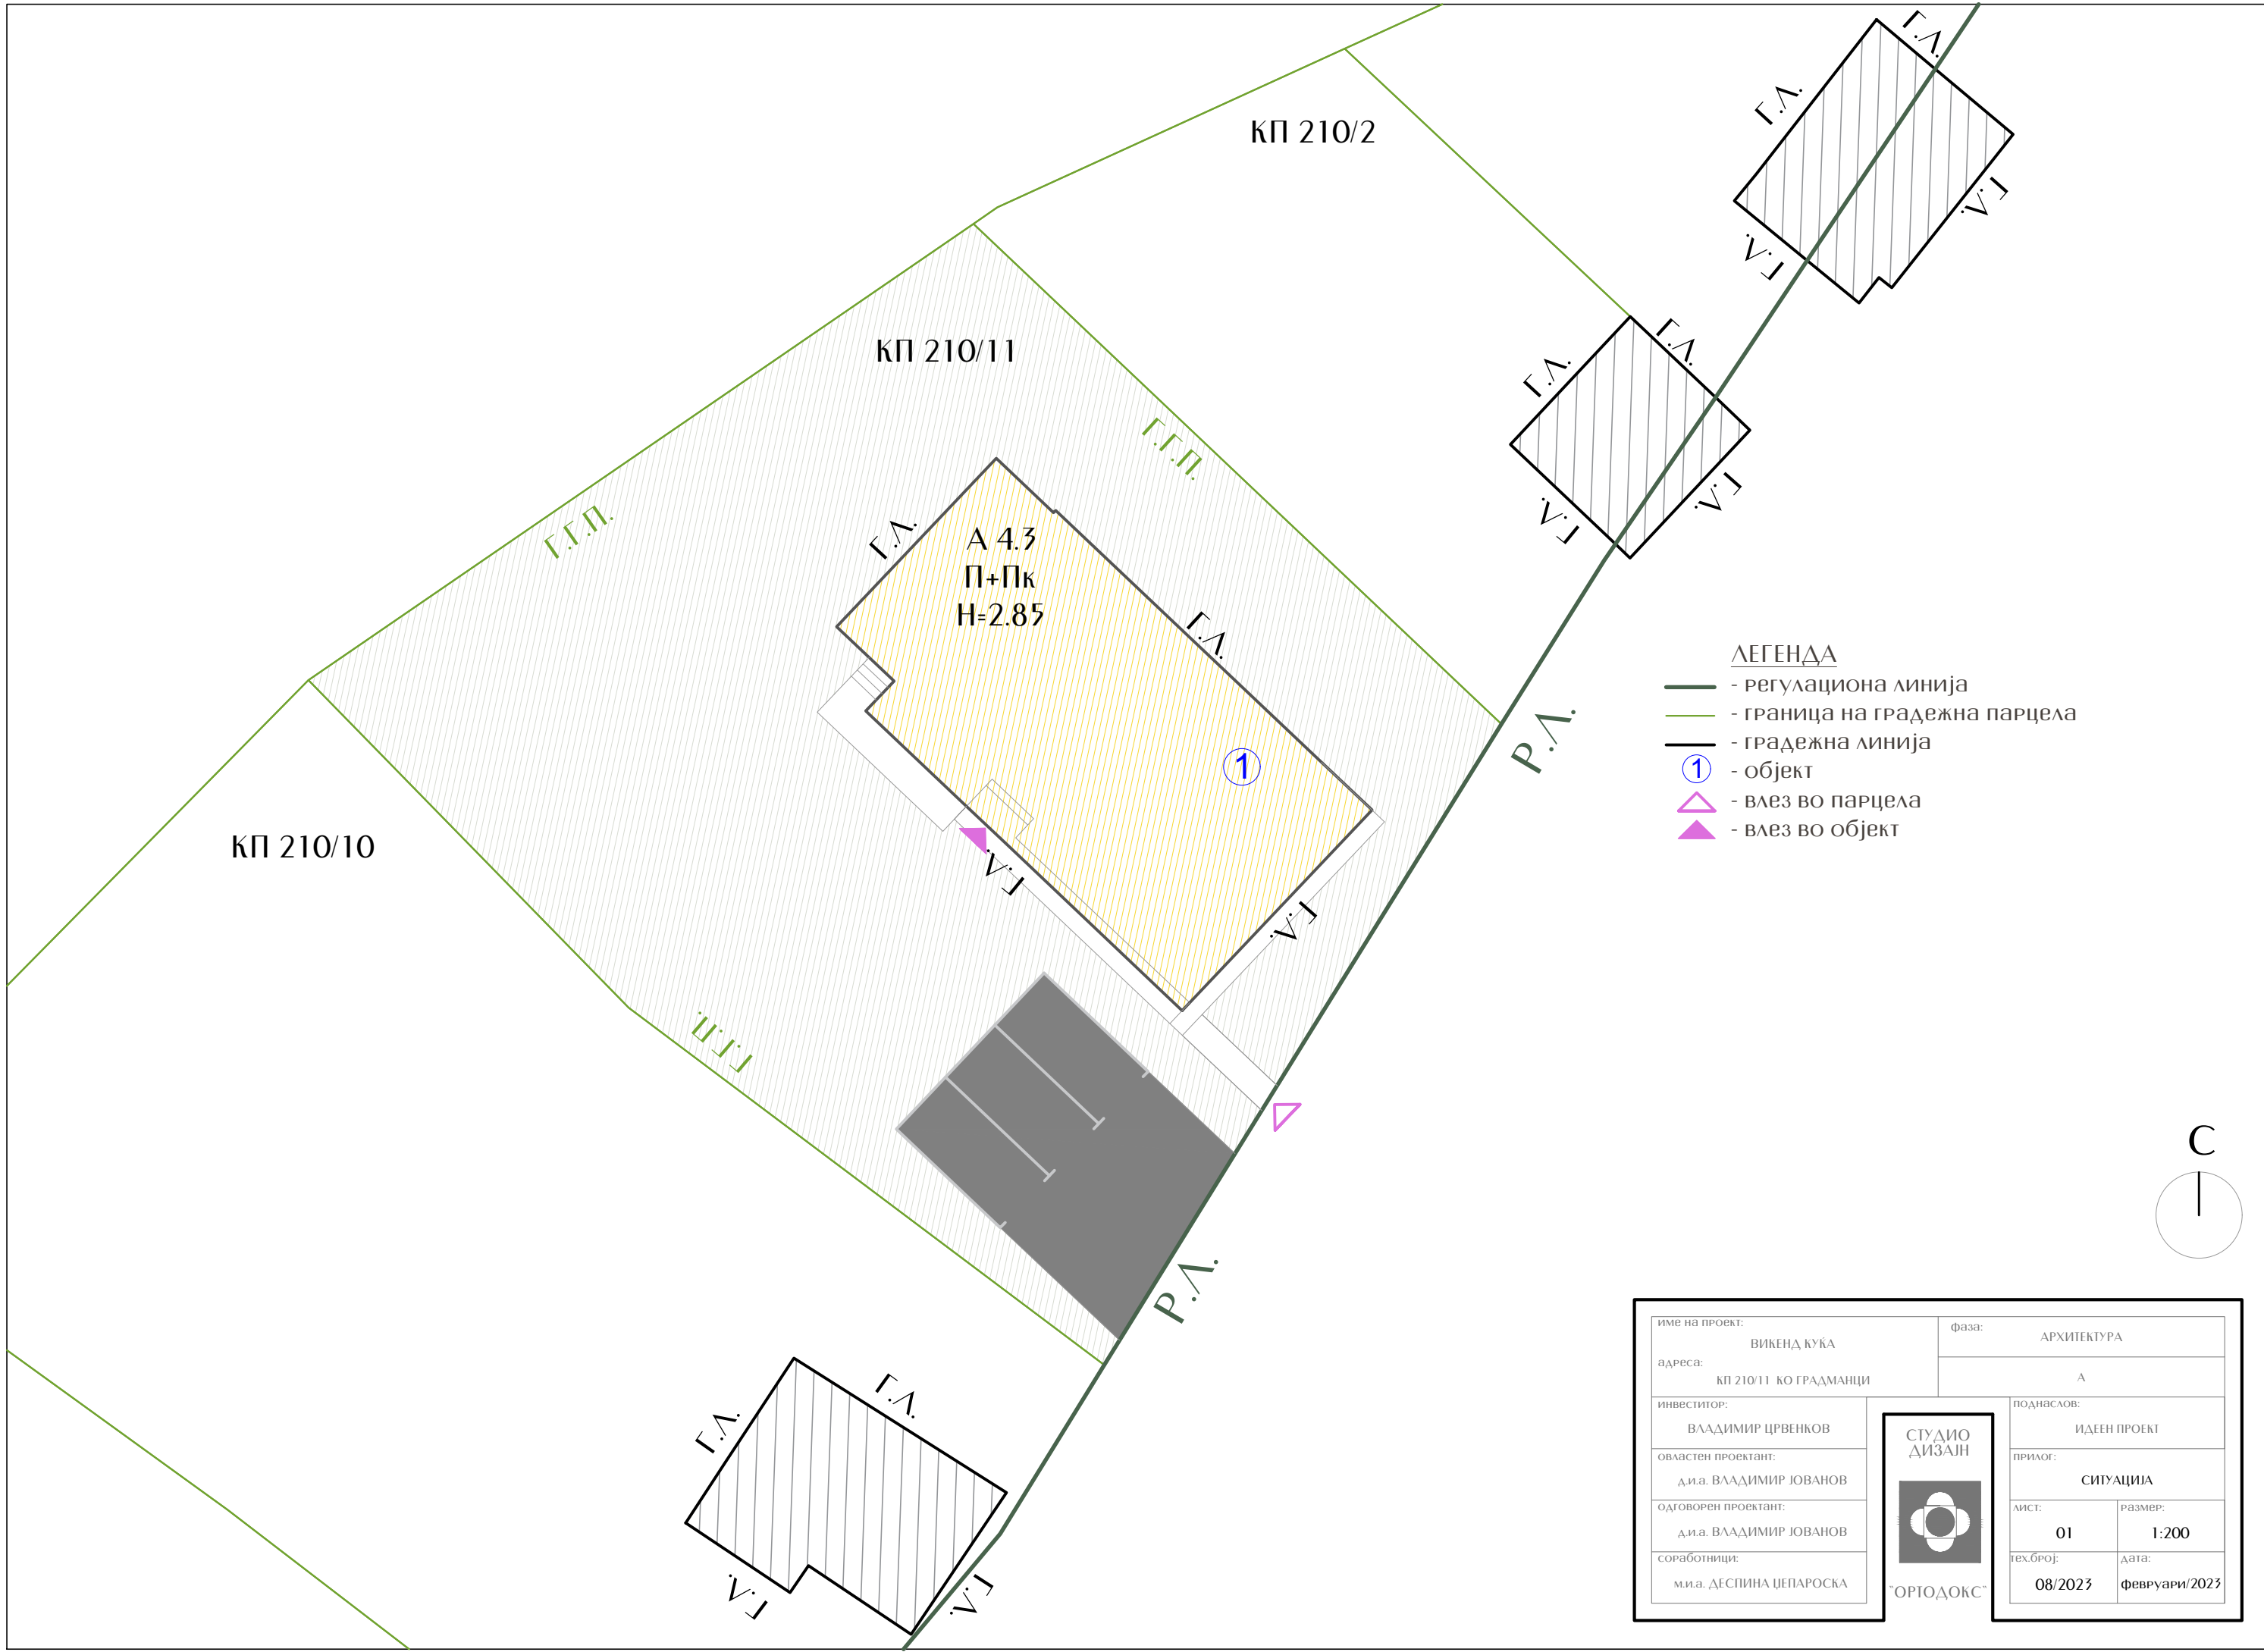 Г.Л.
Г.Л.
КП 210/2
Г.Л.
Г.Л.
Г.Л.
КП 210/11
Г.Л.
Г.Г.П.
Г.Л.
Г.Л.
Г.Г.П.
Г.Л.
А 4.3
П+Пк
Н=2.85
Г.Л.
ЛЕГЕНДА
- регулациона линија
- граница на градежна парцела
- градежна линија
1 - објект
- влез во парцела
- влез во објект
Р.Л.
1
КП 210/10
Г.Л.
Г.Л.
Г.Г.П.
С
Р.Л.
Г.Л.
Г.Л.
Г.Л.
Г.Л.
име на проект:
ВИКЕНД КУЌА
адреса:
КП 210/11 КО ГРАДМАНЦИ
фаза:
АРХИТЕКТУРА
А
инвеститор:
ВЛАДИМИР ЦРВЕНКОВ
овластен проектант:
д.и.а. ВЛАДИМИР ЈОВАНОВ
одговорен проектант:
д.и.а. ВЛАДИМИР ЈОВАНОВ
соработници:
м.и.а. ДЕСПИНА ЏЕПАРОСКА
СТУДИО
ДИЗАЈН
"ОРТОДОКС"
поднаслов:
ИДЕЕН ПРОЕКТ
прилог:
СИТУАЦИЈА
лист:
01
размер:
1:200
тех.број:
08/2023
дата:
февруари/2023